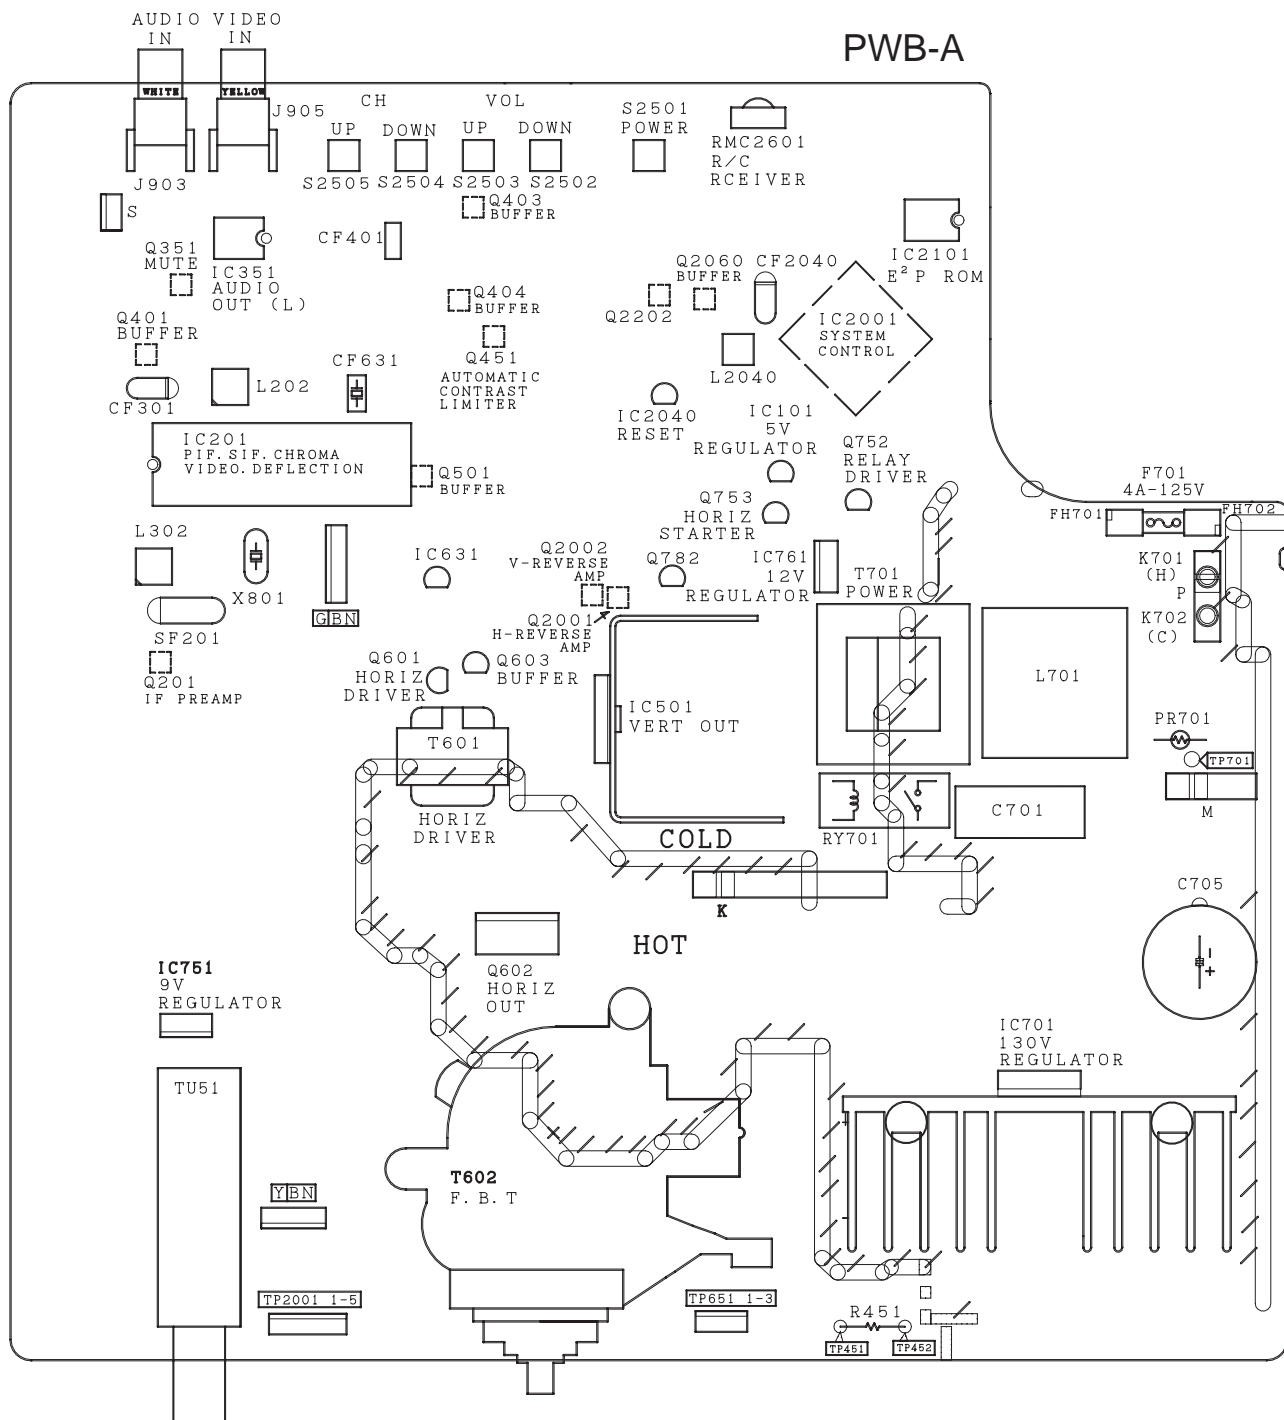 PWB-A
AUDIO VIDEO
IN IN
WHITE YELLOW
J905
J903
CH VOL
UP DOWN UP DOWN
S2505 S2504 S2503 S2502
S2501
POWER
RMC2601
R/C
RCEIVER
S
Q403
BUFFER
Q351
MUTE
IC351
AUDIO
OUT (L)
CF401
IC2101
E²P ROM
Q2060
BUFFER
CF2040
Q2202
Q404
BUFFER
Q401
BUFFER
Q451
AUTOMATIC
CONTRAST
LIMITER
IC2001
SYSTEM
CONTROL
L2040
CF631
L202
CF301
IC2040
RESET
IC101
5V
REGULATOR
IC201
PIF. SIF. CHROMA
VIDEO. DEFLECTION
Q501
BUFFER
Q752
RELAY
DRIVER
Q753
HORIZ
STARTER
F701
4A-125V
FH701
FH702
L302
X801
SF201
G BN
IC631
Q2002
V-REVERSE
AMP
Q782
IC761
12V
REGULATOR
T701
POWER
K701
(H)
P
K702
(C)
Q2001
H-REVERSE
AMP
Q201
IF PREAMP
Q601
HORIZ
DRIVER
Q603
BUFFER
IC501
VERT OUT
L701
T601
HORIZ
DRIVER
PR701
TP701
M
RY701
C701
COLD
K
HOT
C705
-
+
IC751
9V
REGULATOR
Q602
HORIZ
OUT
IC701
130V
REGULATOR
+
-
TU51
T602
F. B. T
Y BN
TP2001 1-5
TP651 1-3
R451
TP451
TP452